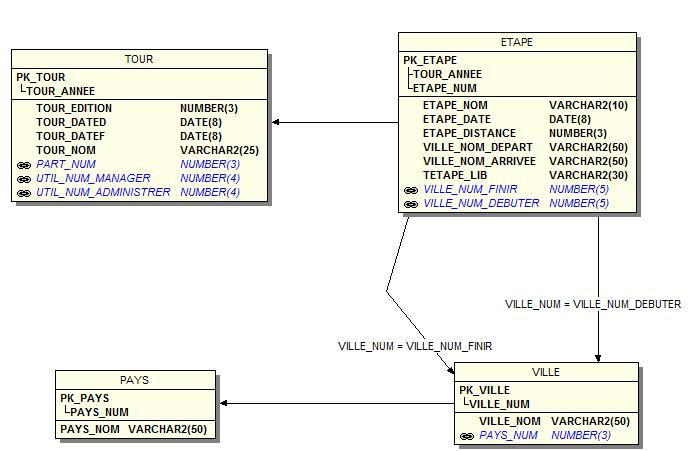 TOUR
PK_TOUR
TOUR_ANNEE
TOUR_EDITION NUMBER(3)
TOUR_DATED DATE(8)
TOUR_DATEF DATE(8)
TOUR_NOM VARCHAR2(25)
PART_NUM NUMBER(3)
UTIL_NUM_MANAGER NUMBER(4)
UTIL_NUM_ADMINISTRER NUMBER(4)
ETAPE
PK_ETAPE
TOUR_ANNEE
ETAPE_NUM
ETAPE_NOM VARCHAR2(10)
ETAPE_DATE DATE(8)
ETAPE_DISTANCE NUMBER(3)
VILLE_NOM_DEPART VARCHAR2(50)
VILLE_NOM_ARRIVEE VARCHAR2(50)
TETAPE_LIB VARCHAR2(30)
VILLE_NUM_FINIR NUMBER(5)
VILLE_NUM_DEBUTER NUMBER(5)
VILLE_NUM = VILLE_NUM_DEBUTER
VILLE_NUM = VILLE_NUM_FINIR
PAYS
PK_PAYS
PAYS_NUM
PAYS_NOM VARCHAR2(50)
VILLE
PK_VILLE
VILLE_NUM
VILLE_NOM VARCHAR2(50)
PAYS_NUM NUMBER(3)